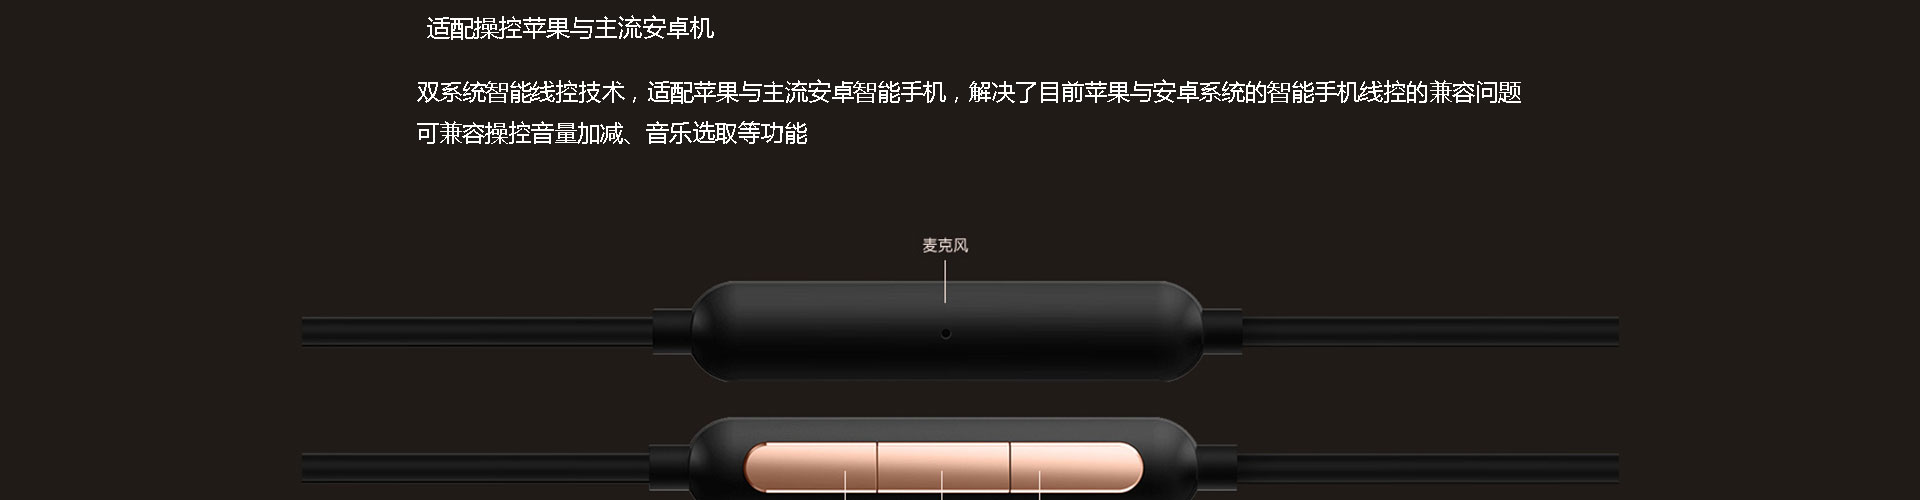 适配操控苹果与主流安卓机
双系统智能线控技术，适配苹果与主流安卓智能手机，解决了目前苹果与安卓系统的智能手机线控的兼容问题
可兼容操控音量加减、音乐选取等功能
麦克风